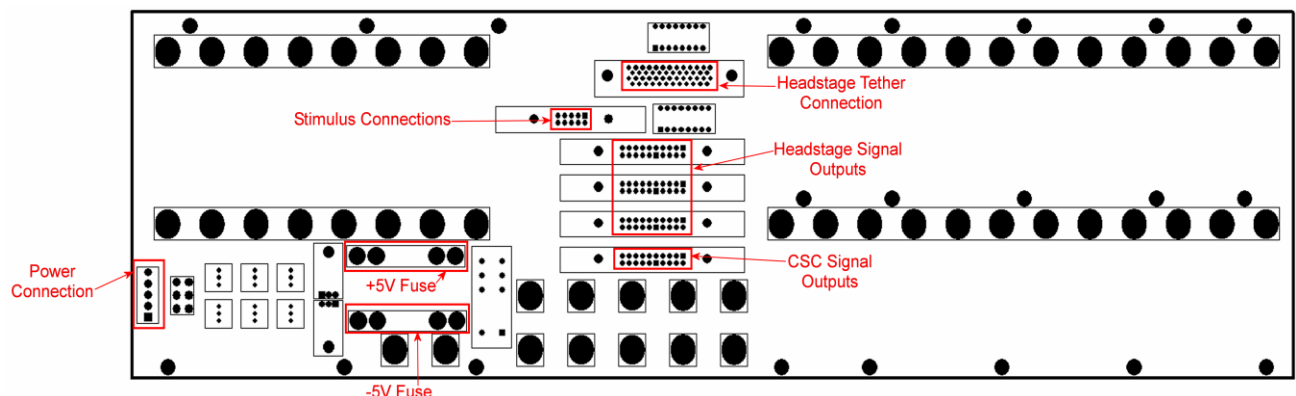 Headstage Tether
Connection
Stimulus Connections
Headstage Signal
Outputs
Power
Connection
+5V Fuse
CSC Signal
Outputs
-5V Fuse